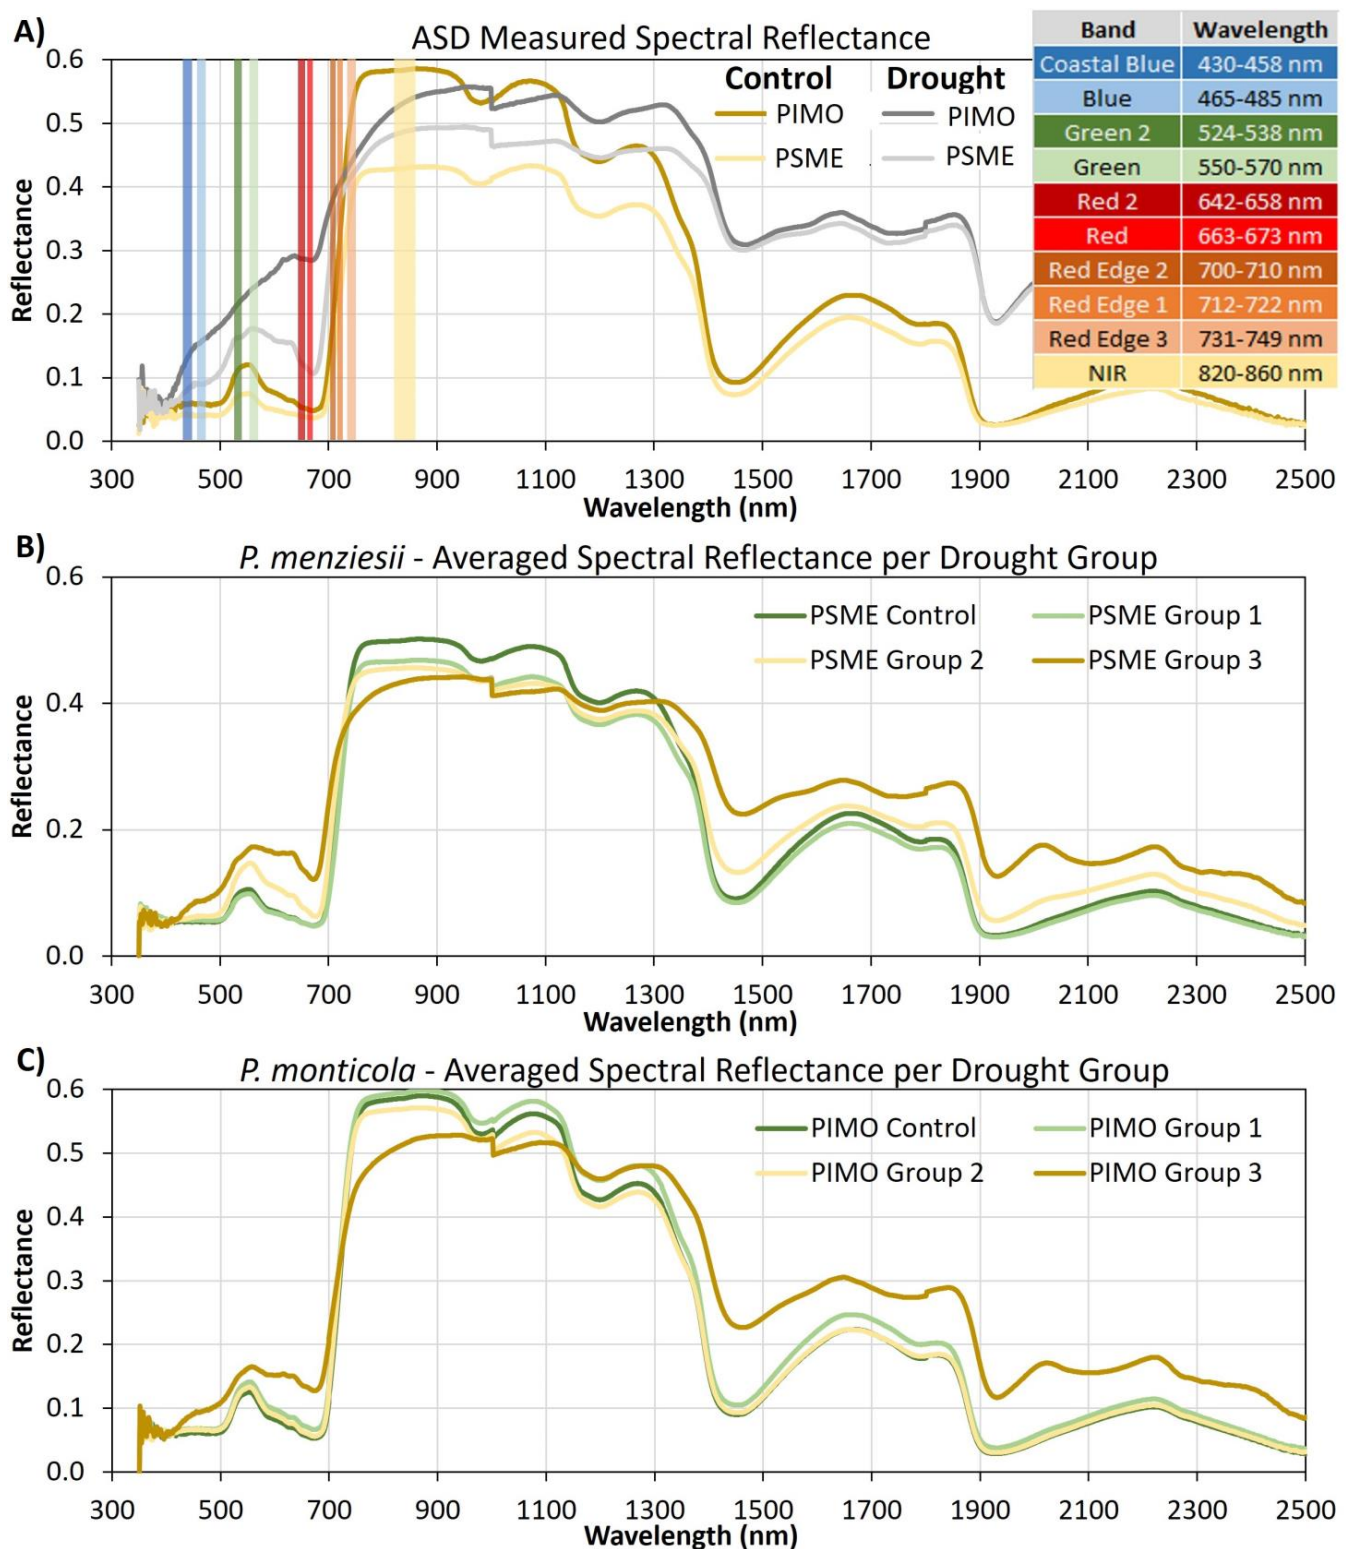 A)
ASD Measured Spectral Reflectance
Band Wavelength
Coastal Blue 430-458 nm
Blue 465-485 nm
Green 2 524-538 nm
Green 550-570 nm
Red 2 642-658 nm
Red 663-673 nm
Red Edge 2 700-710 nm
Red Edge 1 712-722 nm
Red Edge 3 731-749 nm
NIR 820-860 nm
Control Drought
PIMO PIMO
PSME PSME
Reflectance
0.6
0.5
0.4
0.3
0.2
0.1
0.0
300 500 700 900 1100 1300 1500 1700 1900 2100 2300 2500
Wavelength (nm)
B)
P. menziesii - Averaged Spectral Reflectance per Drought Group
PSME Control PSME Group 1
PSME Group 2 PSME Group 3
Reflectance
0.6
0.4
0.2
0.0
300 500 700 900 1100 1300 1500 1700 1900 2100 2300 2500
Wavelength (nm)
C)
P. monticola - Averaged Spectral Reflectance per Drought Group
PIMO Control PIMO Group 1
PIMO Group 2 PIMO Group 3
Reflectance
0.6
0.5
0.4
0.3
0.2
0.1
0.0
300 500 700 900 1100 1300 1500 1700 1900 2100 2300 2500
Wavelength (nm)